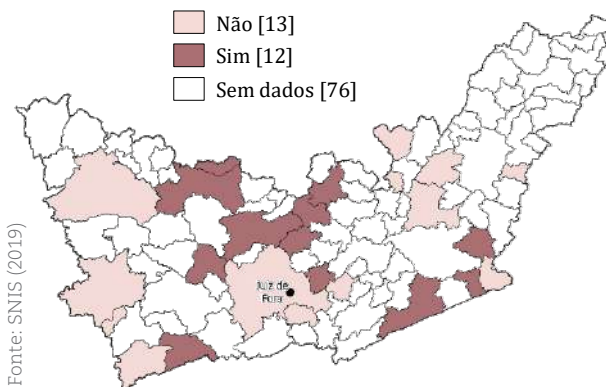 Não [13]
Sim [12]
Sem dados [76]
Juiz de
Fora
Fonte: SNIS (2019)